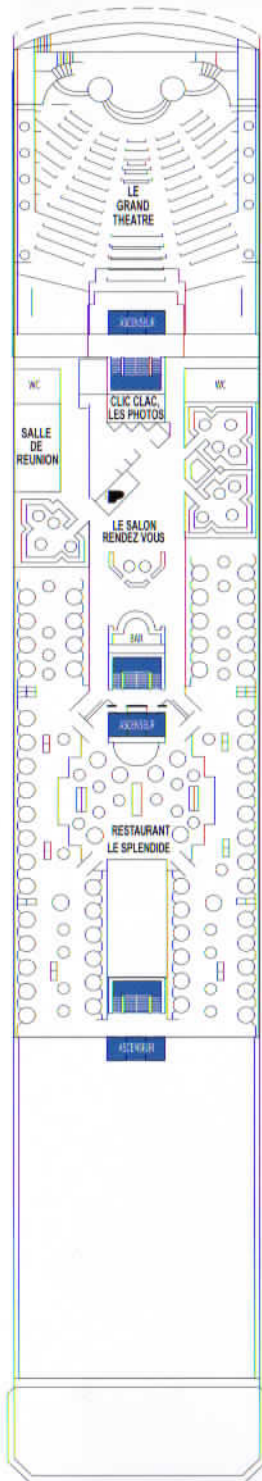 LE
GRAND
THEATRE
ASCENSEUR
WC
WC
CLIC CLAC,
LES PHOTOS
SALLE
DE
REUNION
LE SALON
RENDEZ VOUS
BAR
ASCENSEUR
RESTAURANT
LE SPLENDIDE
ASCENSEUR